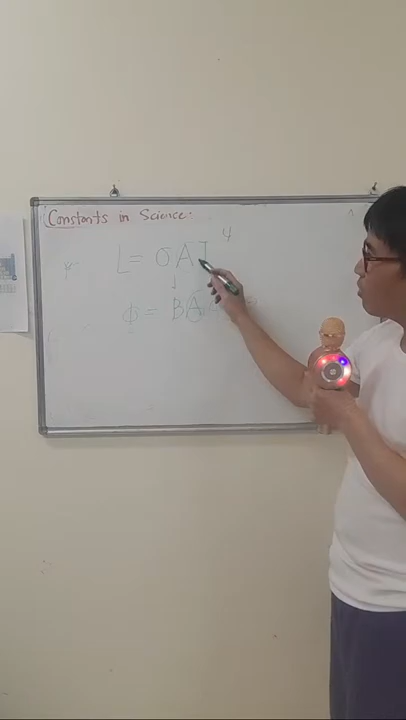 Constants in Science:
L = σAT⁴
Φ = BA